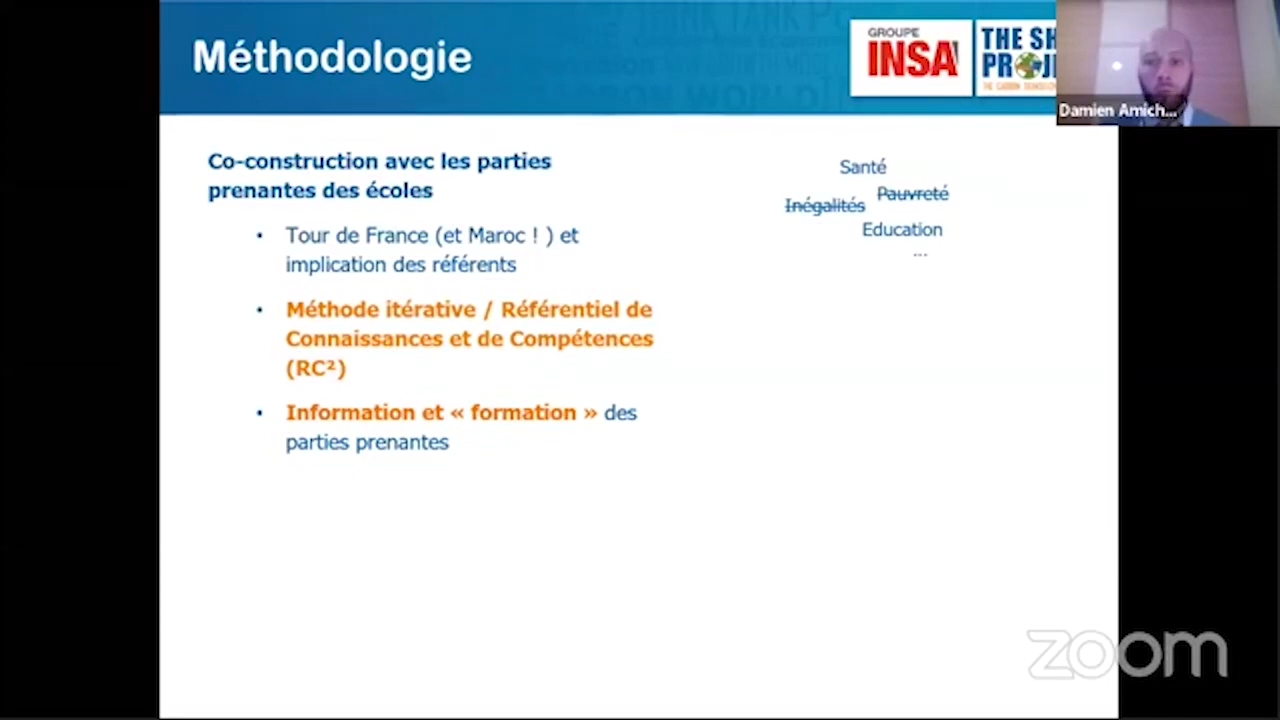 Méthodologie
GROUPE
INSA
THE SH
PROJ
Damien Amich...
Co-construction avec les parties
prenantes des écoles
• Tour de France (et Maroc ! ) et
implication des référents
• Méthode itérative / Référentiel de
Connaissances et de Compétences
(RC²)
• Information et « formation » des
parties prenantes
Santé
Pauvreté
Inégalités
Education
...
zoom